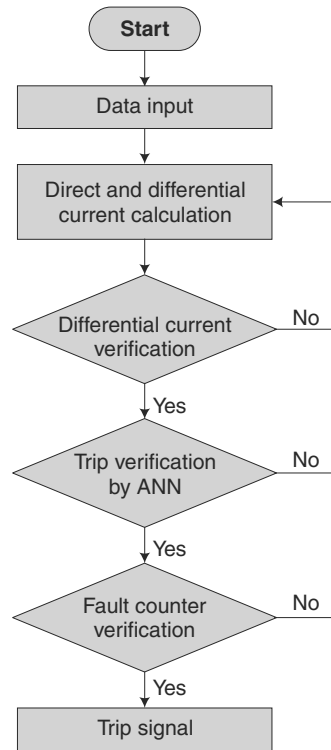 Start
Data input
Direct and differential
current calculation
Differential current
verification
No
Yes
Trip verification
by ANN
No
Yes
Fault counter
verification
No
Yes
Trip signal